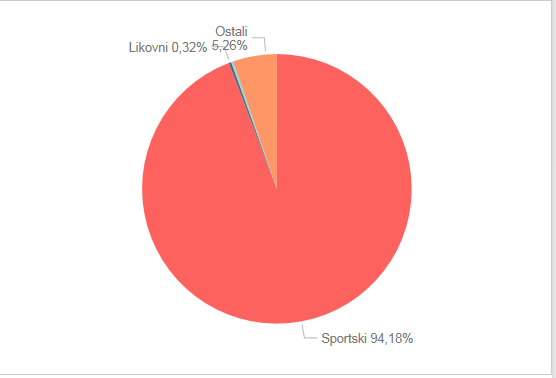 Ostali
5,26%
Likovni 0,32%
Sportski 94,18%